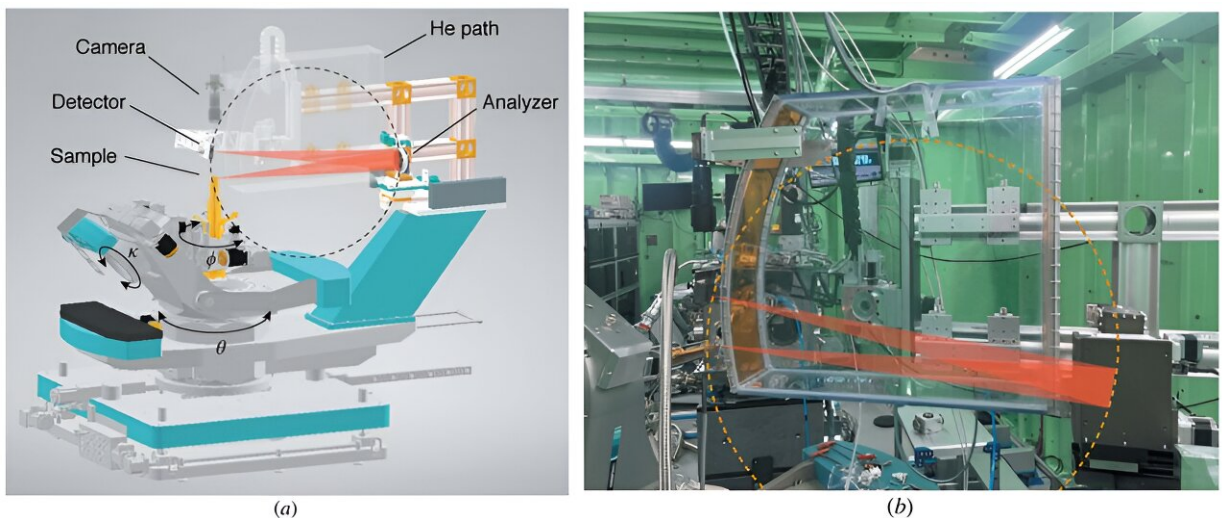 He path
Camera
Detector
Analyzer
Sample
κ
ϕ
θ
(a)
(b)